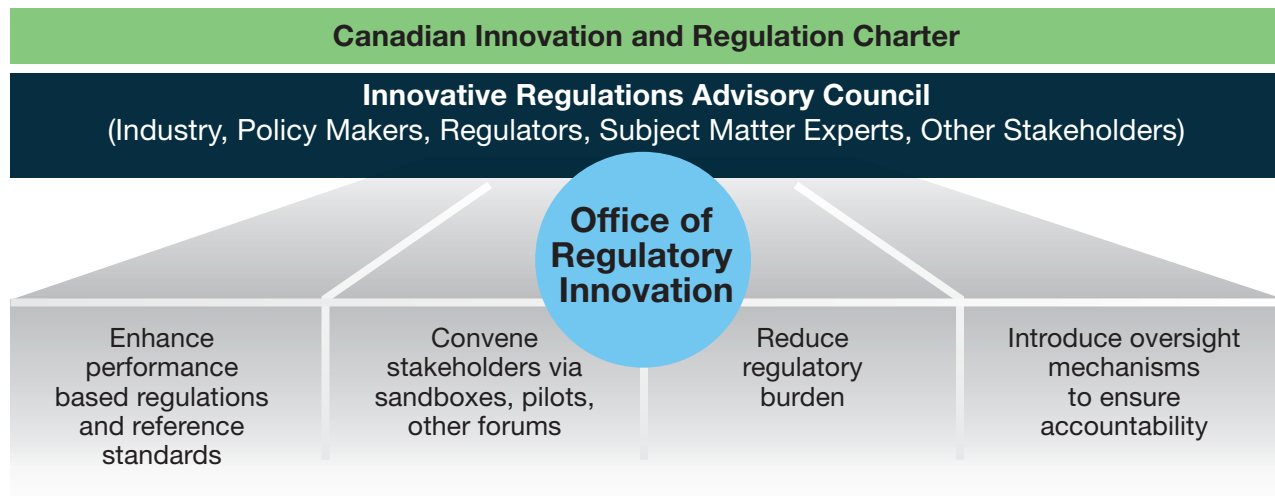 Canadian Innovation and Regulation Charter
Innovative Regulations Advisory Council
(Industry, Policy Makers, Regulators, Subject Matter Experts, Other Stakeholders)
Office of
Regulatory
Innovation
Enhance
performance
based regulations
and reference
standards
Convene
stakeholders via
sandboxes, pilots,
other forums
Reduce
regulatory
burden
Introduce oversight
mechanisms
to ensure
accountability